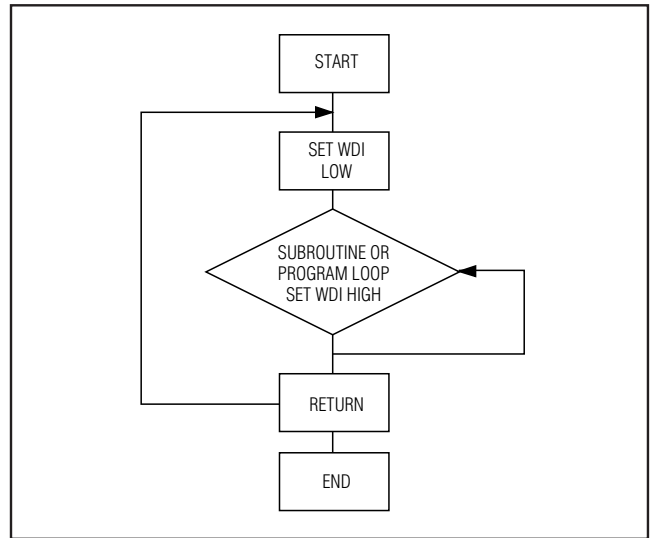 START
SET WDI
LOW
SUBROUTINE OR
PROGRAM LOOP
SET WDI HIGH
RETURN
END